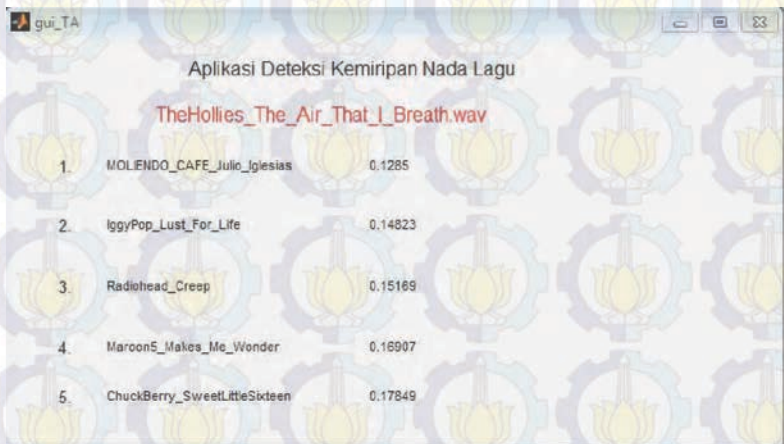 gui_TA
Aplikasi Deteksi Kemiripan Nada Lagu
TheHollies_The_Air_That_I_Breath.wav
1. MOLIENDO_CAFE_Julio_Iglesias 0.1285
2. IggyPop_Lust_For_Life 0.14823
3. Radiohead_Creep 0.15169
4. Maroon5_Makes_Me_Wonder 0.16907
5. ChuckBerry_SweetLittleSixteen 0.17849